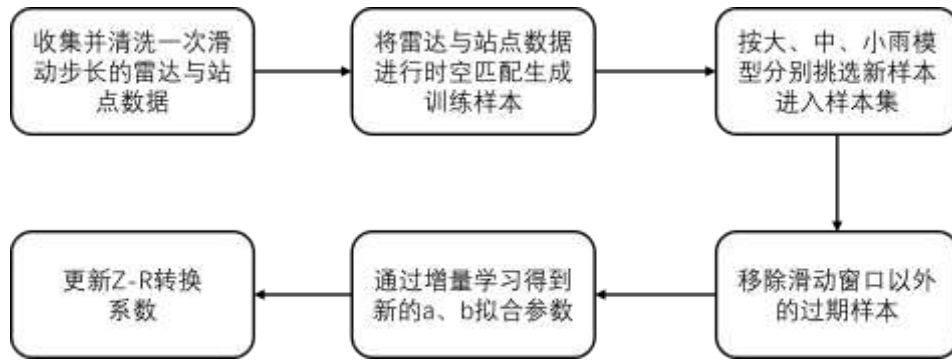 收集并清洗一次滑
动步长的雷达与站
点数据
将雷达与站点数据
进行时空匹配生成
训练样本
按大、中、小雨模
型分别挑选新样本
进入样本集
移除滑动窗口以外
的过期样本
通过增量学习得到
新的a、b拟合参数
更新Z-R转换
系数